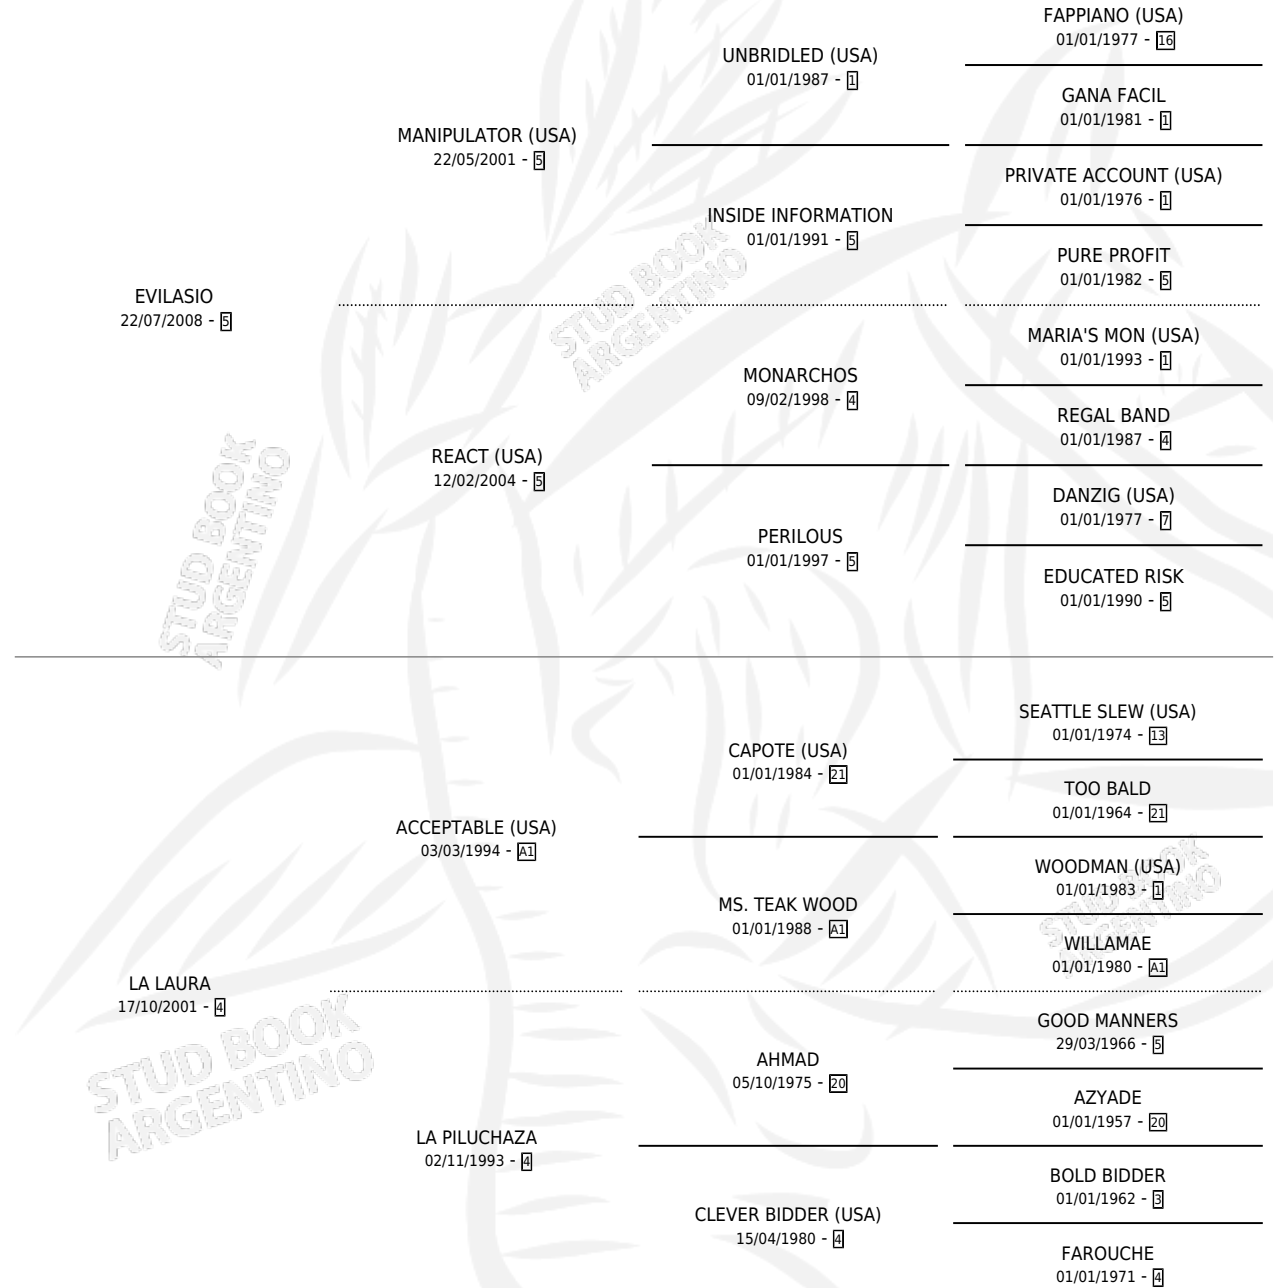 FAPPIANO (USA)
01/01/1977 - 16
UNBRIDLED (USA)
01/01/1987 - 1
GANA FACIL
01/01/1981 - 1
MANIPULATOR (USA)
22/05/2001 - 5
PRIVATE ACCOUNT (USA)
01/01/1976 - 1
INSIDE INFORMATION
01/01/1991 - 5
PURE PROFIT
01/01/1982 - 5
EVILASIO
22/07/2008 - 5
STUD BOOK
ARGENTINO
MARIA'S MON (USA)
01/01/1993 - 1
MONARCHOS
09/02/1998 - 4
REGAL BAND
01/01/1987 - 4
REACT (USA)
12/02/2004 - 5
DANZIG (USA)
01/01/1977 - 7
PERILOUS
01/01/1997 - 5
EDUCATED RISK
01/01/1990 - 5
STUD BOOK
ARGENTINO
SEATTLE SLEW (USA)
01/01/1974 - 13
CAPOTE (USA)
01/01/1984 - 21
TOO BALD
01/01/1964 - 21
ACCEPTABLE (USA)
03/03/1994 - A1
WOODMAN (USA)
01/01/1983 - 1
MS. TEAK WOOD
01/01/1988 - A1
STUD BOOK
ARGENTINO
WILLAMAE
01/01/1980 - A1
LA LAURA
17/10/2001 - 4
STUD BOOK
ARGENTINO
GOOD MANNERS
29/03/1966 - 5
AHMAD
05/10/1975 - 20
AZYADE
01/01/1957 - 20
LA PILUCHAZA
02/11/1993 - 4
BOLD BIDDER
01/01/1962 - 3
CLEVER BIDDER (USA)
15/04/1980 - 4
FAROUCHE
01/01/1971 - 4